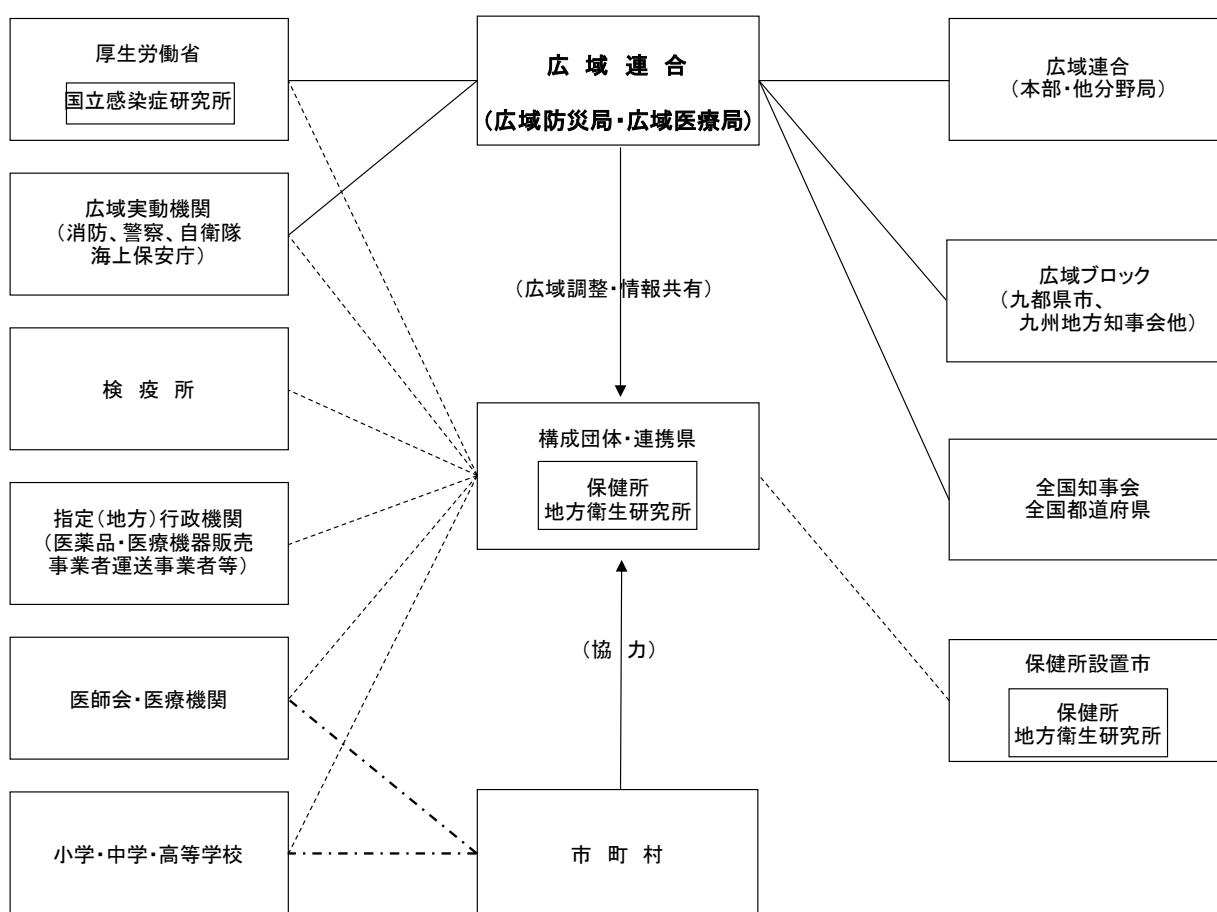 厚生労働省
国立感染症研究所
広域実動機関
（消防、警察、自衛隊
海上保安庁）
検 疫 所
指定（地方）行政機関
（医薬品・医療機器販売
事業者運送事業者等）
医師会・医療機関
小学・中学・高等学校
広 域 連 合
（広域防災局・広域医療局）
（広域調整・情報共有）
構成団体・連携県
保健所
地方衛生研究所
（協 力）
市 町 村
広域連合
（本部・他分野局）
広域ブロック
（九都県市、
九州地方知事会他）
全国知事会
全国都道府県
保健所設置市
保健所
地方衛生研究所